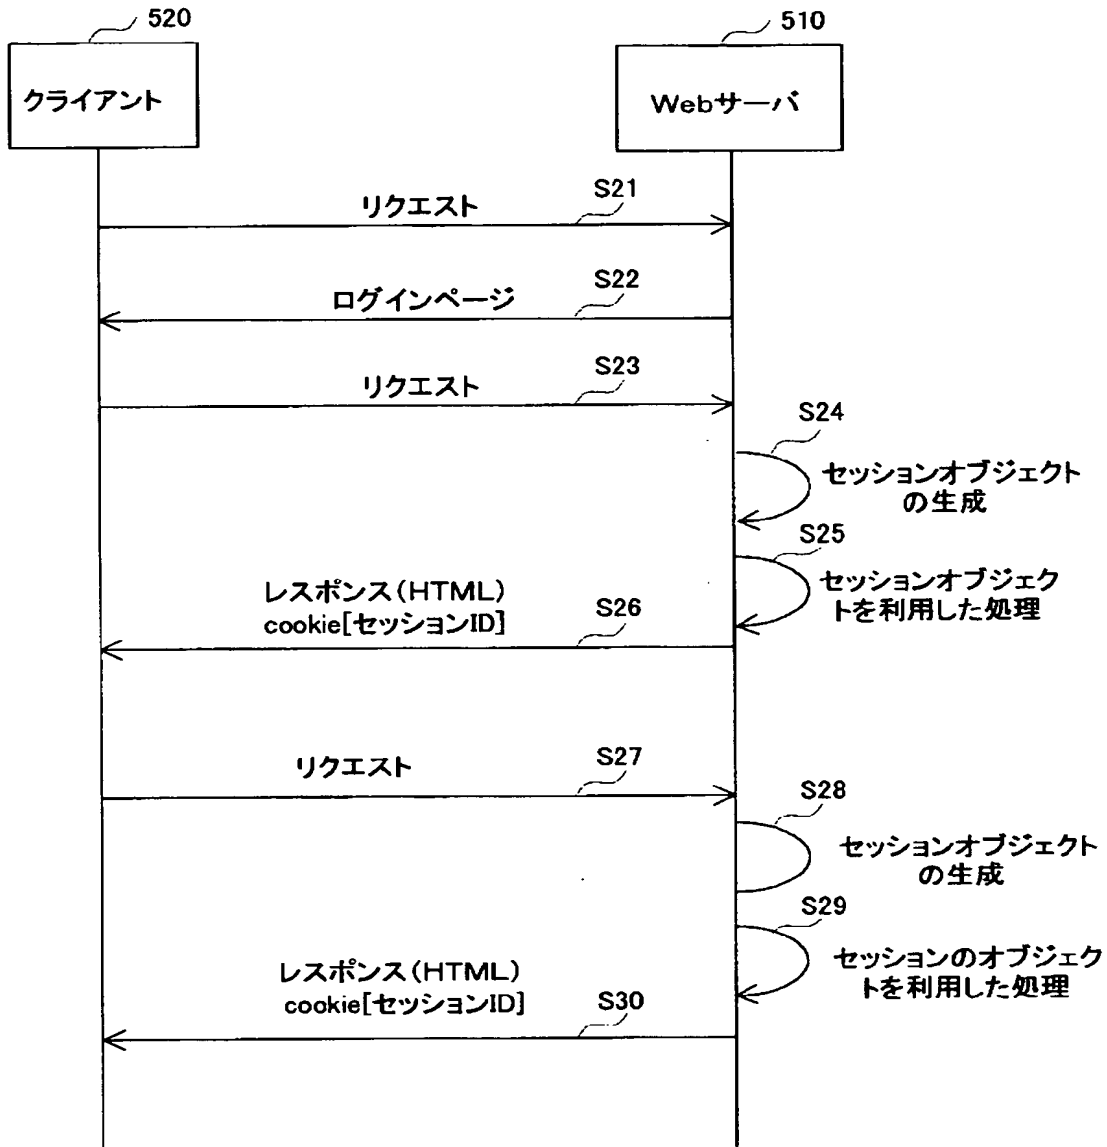 520
510
クライアント
Webサーバ
S21
リクエスト
S22
ログインページ
S23
リクエスト
S24
セッションオブジェクト
の生成
S25
セッションオブジェク
トを利用した処理
レスポンス(HTML)
cookie[セッションID]
S26
S27
リクエスト
S28
セッションオブジェクト
の生成
S29
セッションのオブジェク
トを利用した処理
レスポンス(HTML)
cookie[セッションID]
S30